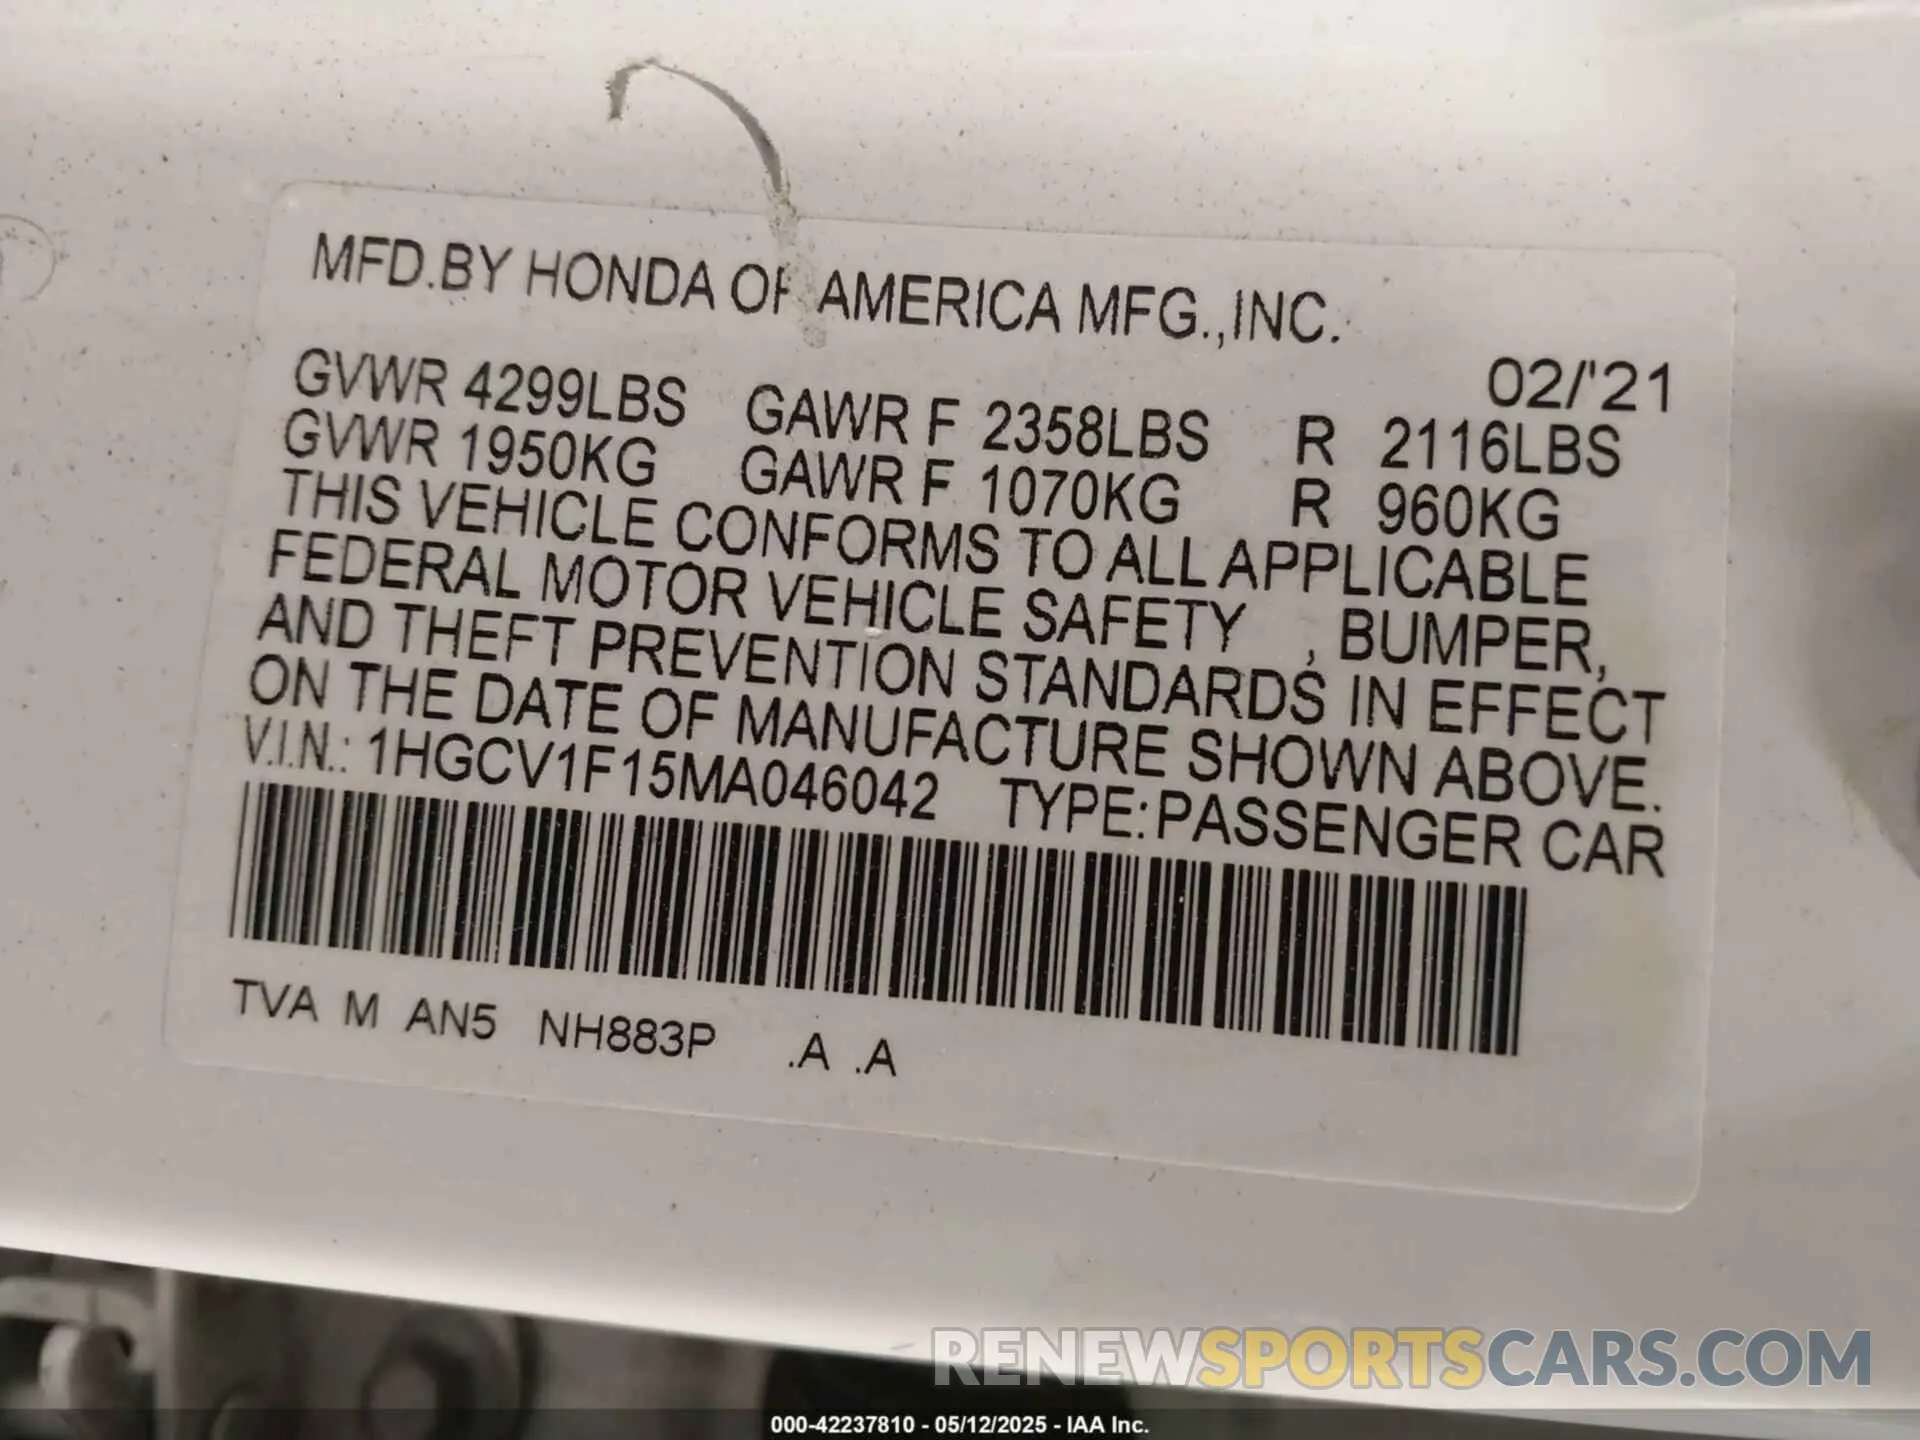 MFD.BY HONDA OF AMERICA MFG.,INC.
02/'21
GVWR 4299LBS GAWR F 2358LBS R 2116LBS
GVWR 1950KG GAWR F 1070KG R 960KG
THIS VEHICLE CONFORMS TO ALL APPLICABLE
FEDERAL MOTOR VEHICLE SAFETY , BUMPER,
AND THEFT PREVENTION STANDARDS IN EFFECT
ON THE DATE OF MANUFACTURE SHOWN ABOVE.
V.I.N.: 1HGCV1F15MA046042 TYPE:PASSENGER CAR
TVA M AN5 NH883P .A .A
RENEWSPORTSCARS.COM
000-42237810 - 05/12/2025 - IAA Inc.